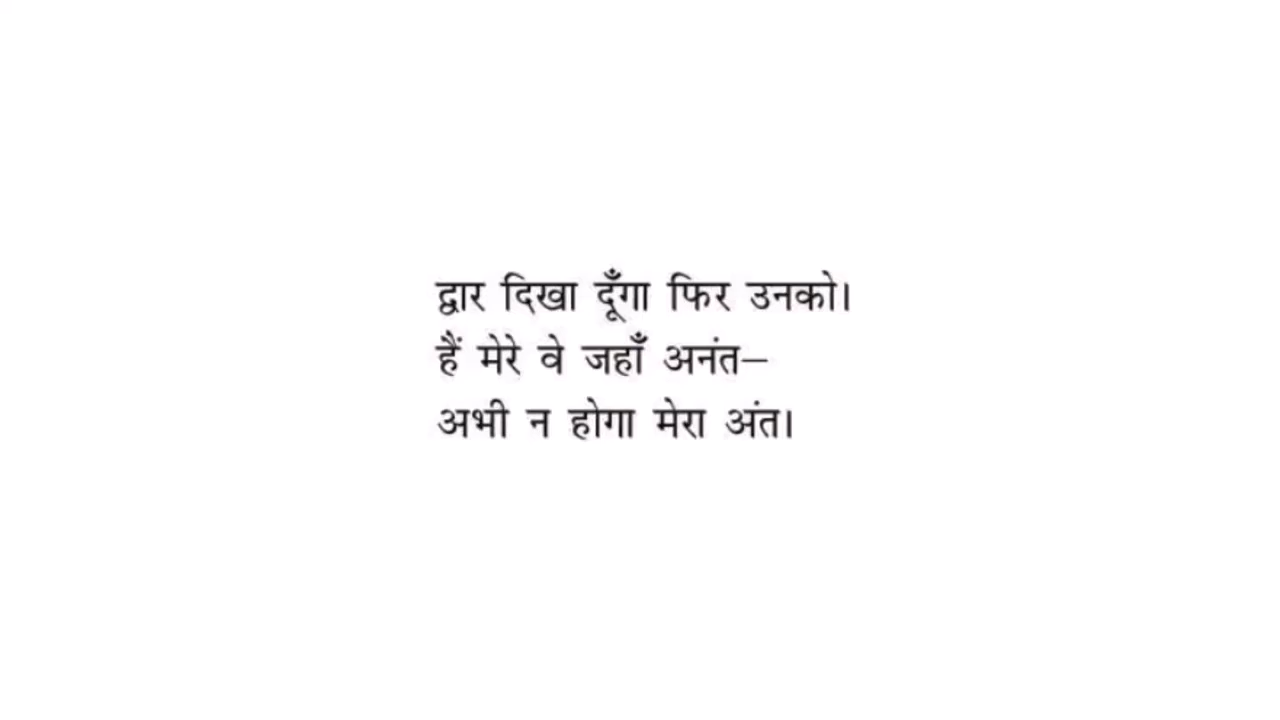 द्वार दिखा दूँगा फिर उनको।
हैं मेरे वे जहाँ अनंत—
अभी न होगा मेरा अंत।